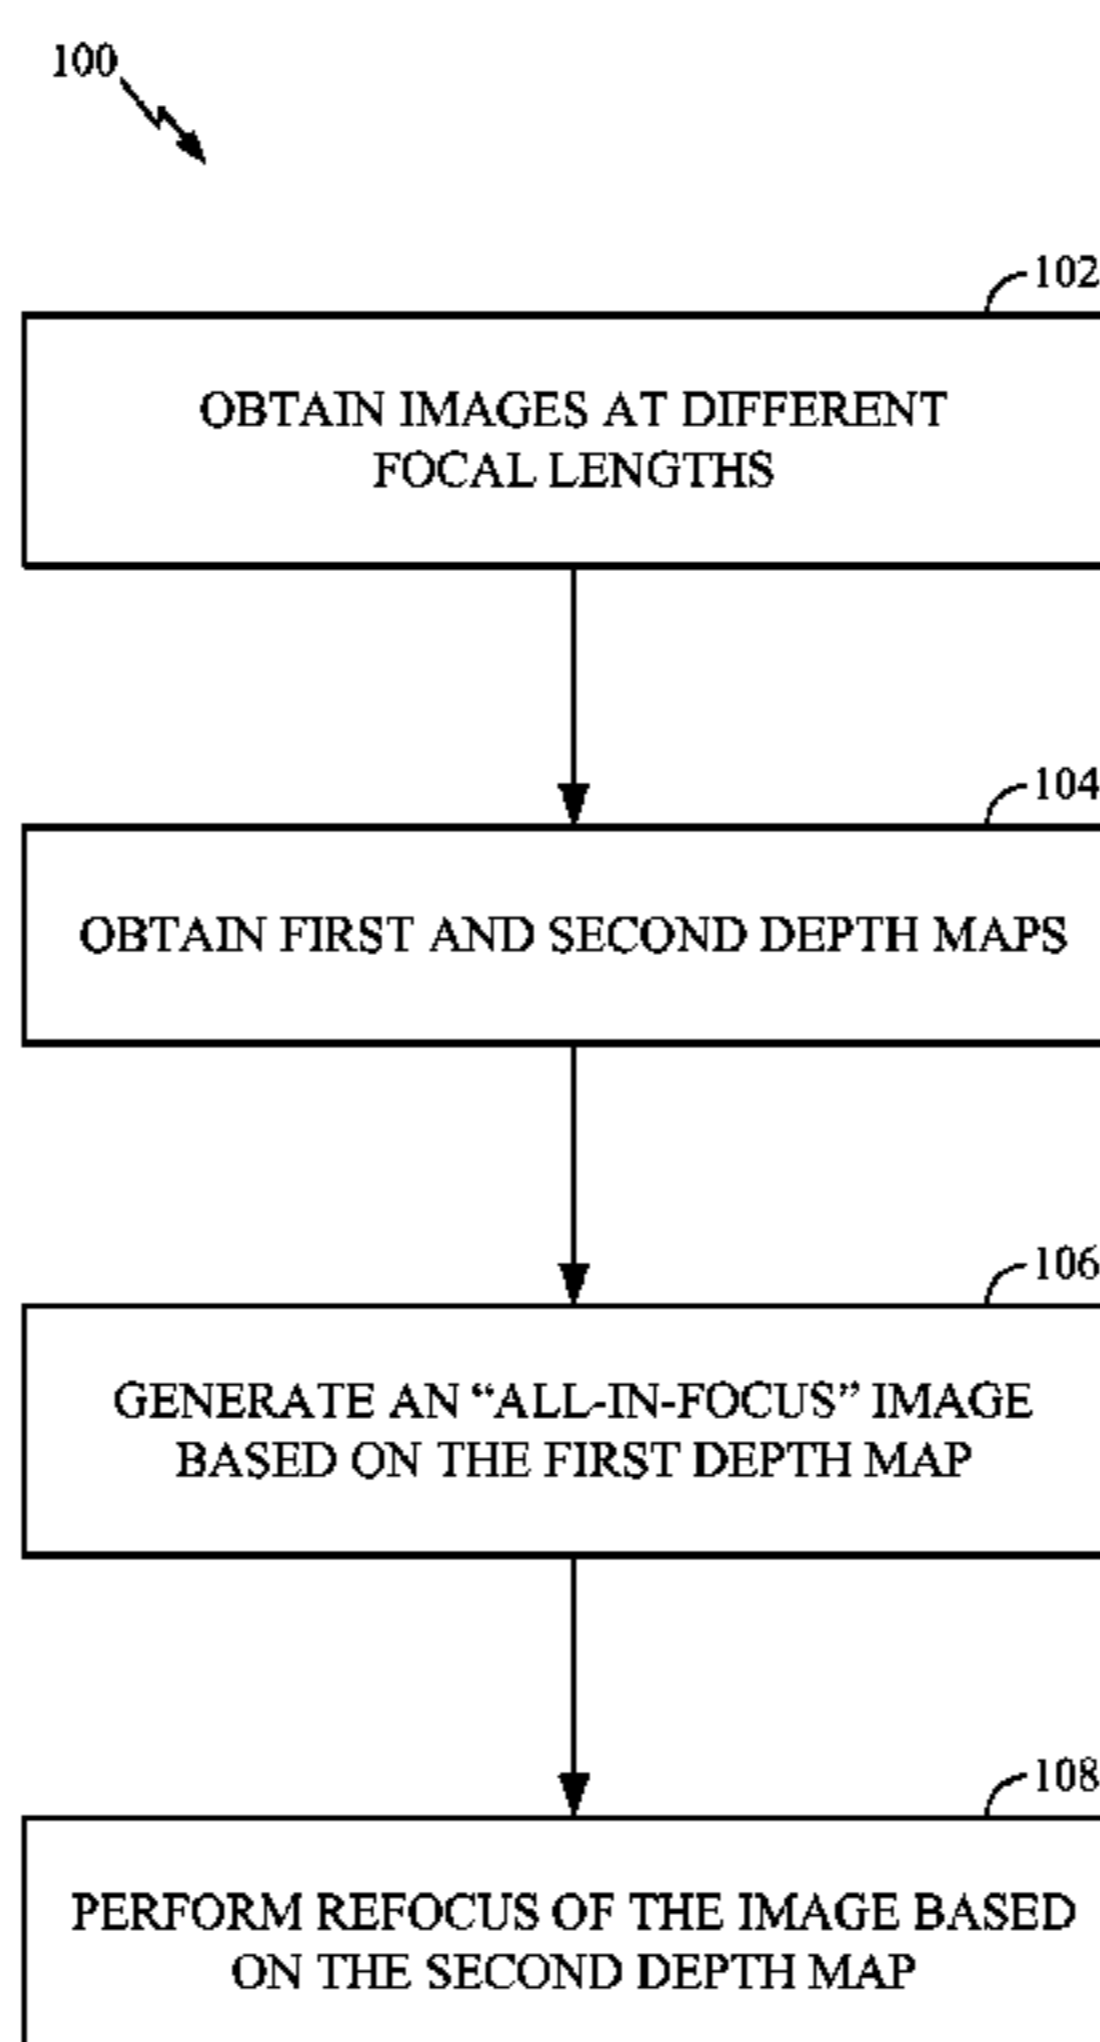 100
102
OBTAIN IMAGES AT DIFFERENT
FOCAL LENGTHS
104
OBTAIN FIRST AND SECOND DEPTH MAPS
106
GENERATE AN “ALL-IN-FOCUS” IMAGE
BASED ON THE FIRST DEPTH MAP
108
PERFORM REFOCUS OF THE IMAGE BASED
ON THE SECOND DEPTH MAP